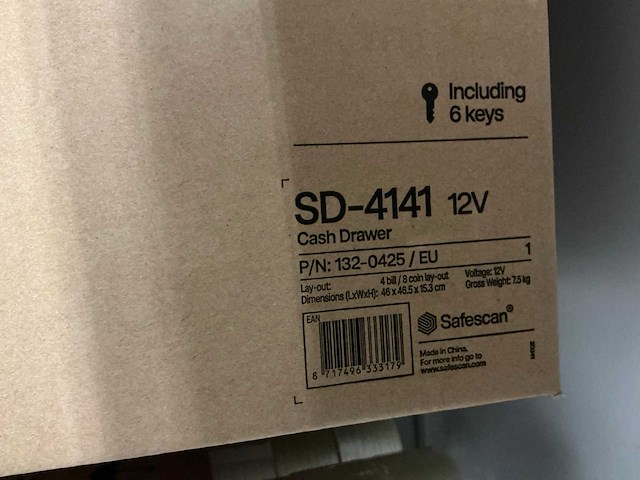 Including
6 keys
SD-4141 12V
Cash Drawer
P/N: 132-0425 / EU 1
Lay-out: 4 bill / 8 coin lay-out Voltage: 12V
Dimensions (LxWxH): 46 x 46.5 x 15.3 cm Gross Weight: 7.5 kg
EAN
Safescan®
8 717496 333179
Made in China.
For more info go to
www.safescan.com